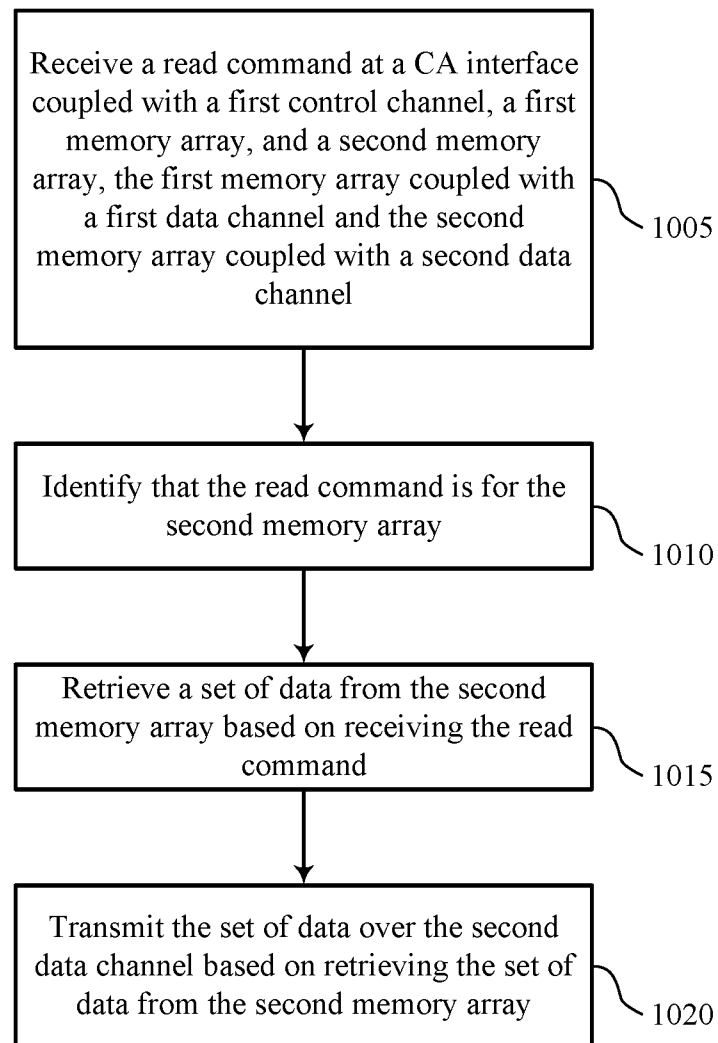 Receive a read command at a CA interface
coupled with a first control channel, a first
memory array, and a second memory
array, the first memory array coupled with
a first data channel and the second
memory array coupled with a second data
channel
1005
Identify that the read command is for the
second memory array
1010
Retrieve a set of data from the second
memory array based on receiving the read
command
1015
Transmit the set of data over the second
data channel based on retrieving the set of
data from the second memory array
1020